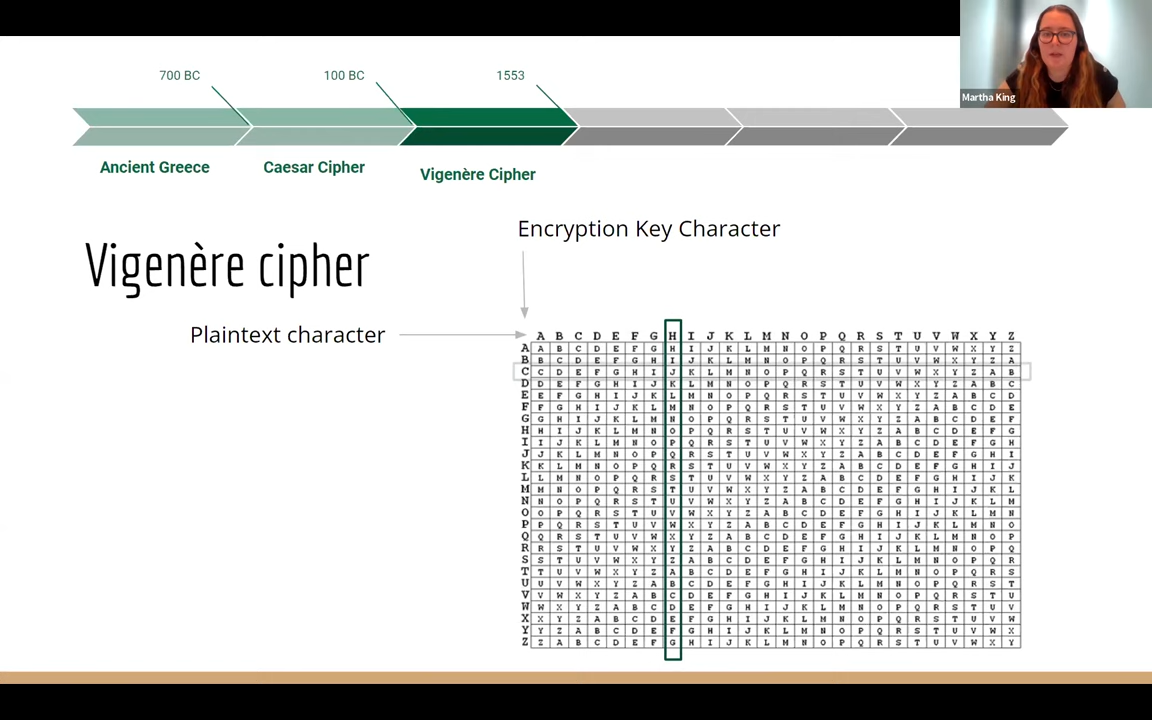 700 BC
100 BC
1553
Martha King
Ancient Greece
Caesar Cipher
Vigenère Cipher
Encryption Key Character
Vigenère cipher
Plaintext character
A B C D E F G H I J K L M N O P Q R S T U V W X Y Z
A A B C D E F G H I J K L M N O P Q R S T U V W X Y Z
B B C D E F G H I J K L M N O P Q R S T U V W X Y Z A
C C D E F G H I J K L M N O P Q R S T U V W X Y Z A B
D D E F G H I J K L M N O P Q R S T U V W X Y Z A B C
E E F G H I J K L M N O P Q R S T U V W X Y Z A B C D
F F G H I J K L M N O P Q R S T U V W X Y Z A B C D E
G G H I J K L M N O P Q R S T U V W X Y Z A B C D E F
H H I J K L M N O P Q R S T U V W X Y Z A B C D E F G
I I J K L M N O P Q R S T U V W X Y Z A B C D E F G H
J J K L M N O P Q R S T U V W X Y Z A B C D E F G H I
K K L M N O P Q R S T U V W X Y Z A B C D E F G H I J
L L M N O P Q R S T U V W X Y Z A B C D E F G H I J K
M M N O P Q R S T U V W X Y Z A B C D E F G H I J K L
N N O P Q R S T U V W X Y Z A B C D E F G H I J K L M
O O P Q R S T U V W X Y Z A B C D E F G H I J K L M N
P P Q R S T U V W X Y Z A B C D E F G H I J K L M N O
Q Q R S T U V W X Y Z A B C D E F G H I J K L M N O P
R R S T U V W X Y Z A B C D E F G H I J K L M N O P Q
S S T U V W X Y Z A B C D E F G H I J K L M N O P Q R
T T U V W X Y Z A B C D E F G H I J K L M N O P Q R S
U U V W X Y Z A B C D E F G H I J K L M N O P Q R S T
V V W X Y Z A B C D E F G H I J K L M N O P Q R S T U
W W X Y Z A B C D E F G H I J K L M N O P Q R S T U V
X X Y Z A B C D E F G H I J K L M N O P Q R S T U V W
Y Y Z A B C D E F G H I J K L M N O P Q R S T U V W X
Z Z A B C D E F G H I J K L M N O P Q R S T U V W X Y